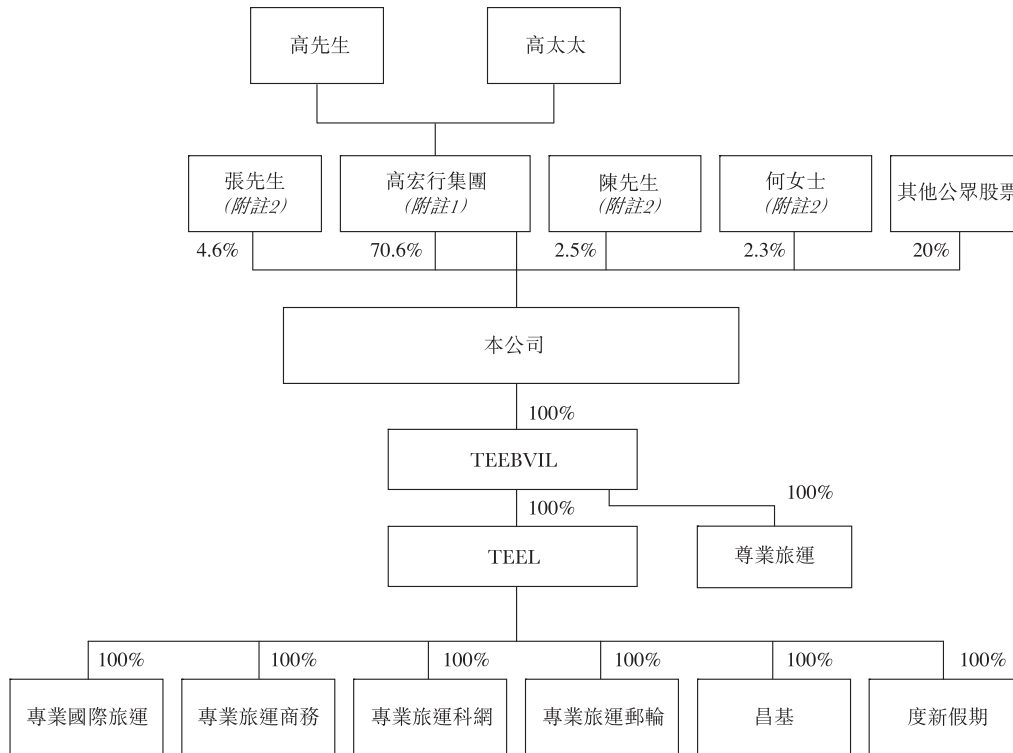 高先生
高太太
張先生
(附註2)
高宏行集團
(附註1)
陳先生
(附註2)
何女士
(附註2)
其他公眾股票
4.6%
70.6%
2.5%
2.3%
20%
本公司
100%
TEEBVIL
100%
100%
TEEL
尊業旅運
100%
100%
100%
100%
100%
100%
專業國際旅運
專業旅運商務
專業旅運科網
專業旅運郵輪
昌基
度新假期